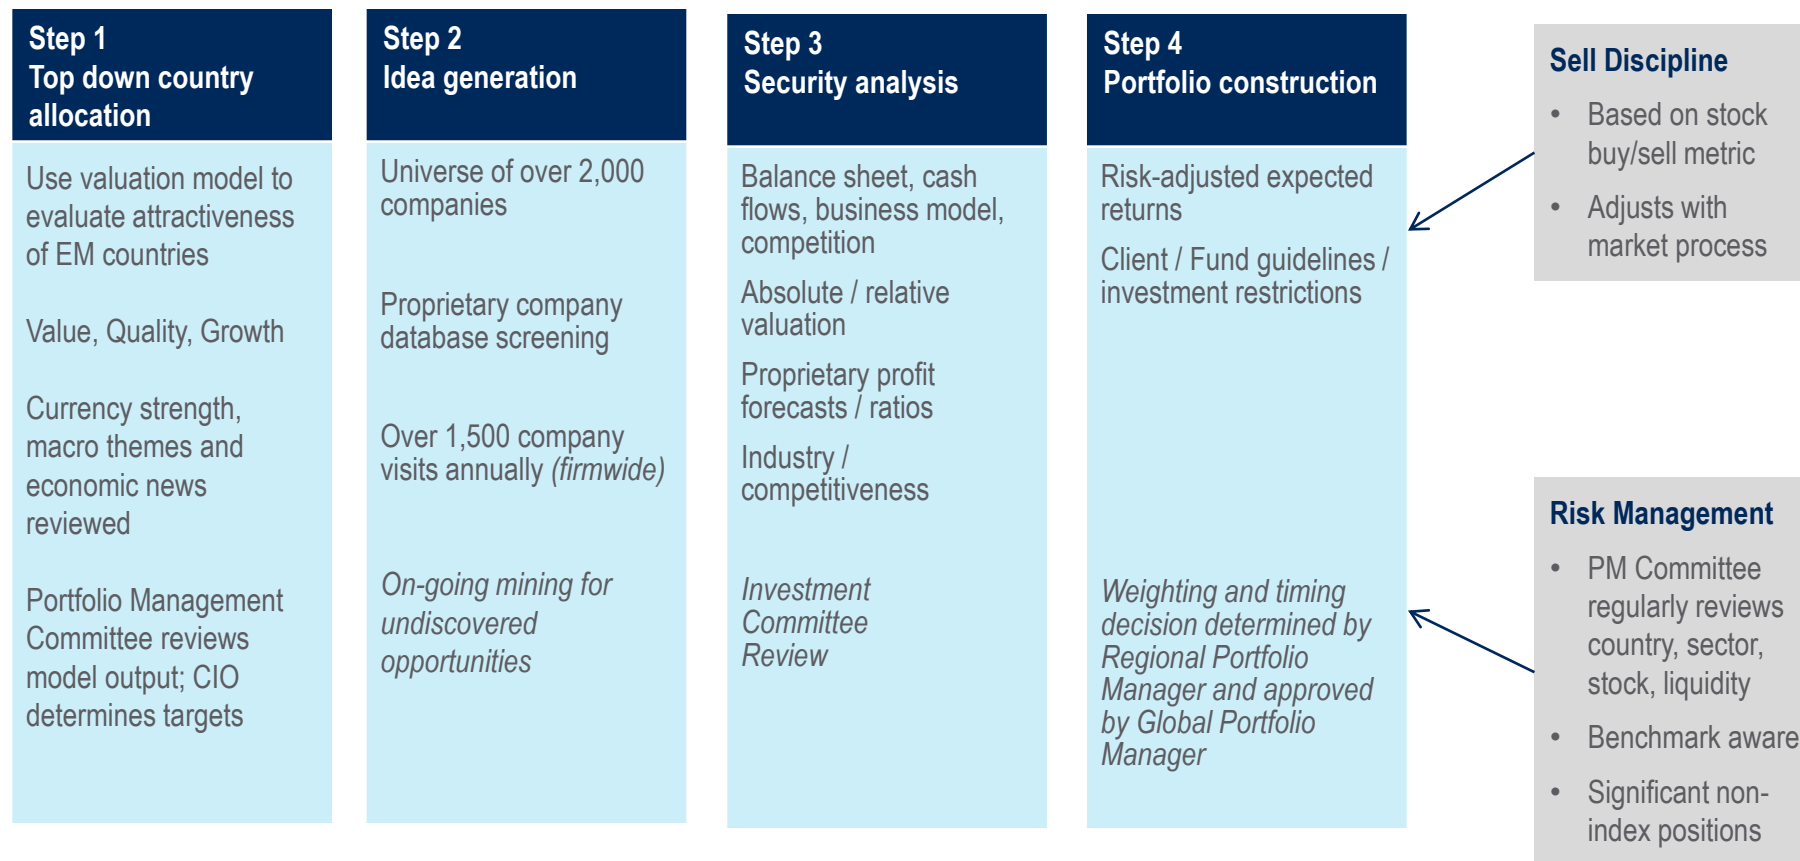 Step 1
Top down country
allocation
Use valuation model to
evaluate attractiveness
of EM countries
Value, Quality, Growth
Currency strength,
macro themes and
economic news
reviewed
Portfolio Management
Committee reviews
model output; CIO
determines targets
Step 2
Idea generation
Universe of over 2,000
companies
Proprietary company
database screening
Over 1,500 company
visits annually (firmwide)
On-going mining for
undiscovered
opportunities
Step 3
Security analysis
Balance sheet, cash
flows, business model,
competition
Absolute / relative
valuation
Proprietary profit
forecasts / ratios
Industry /
competitiveness
Investment
Committee
Review
Step 4
Portfolio construction
Risk-adjusted expected
returns
Client / Fund guidelines /
investment restrictions
Weighting and timing
decision determined by
Regional Portfolio
Manager and approved
by Global Portfolio
Manager
Sell Discipline
• Based on stock
buy/sell metric
• Adjusts with
market process
Risk Management
• PM Committee
regularly reviews
country, sector,
stock, liquidity
• Benchmark aware
• Significant non-
index positions